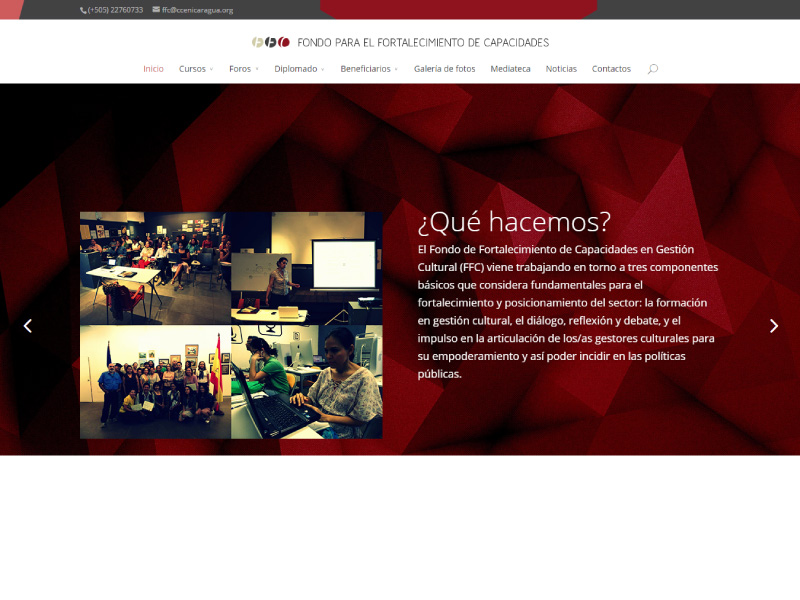 (+505) 22760733 ffc@ccenicaragua.org
FFC FONDO PARA EL FORTALECIMIENTO DE CAPACIDADES
Inicio Cursos Foros Diplomado Beneficiarios Galería de fotos Mediateca Noticias Contactos
¿Qué hacemos?
El Fondo de Fortalecimiento de Capacidades en Gestión
Cultural (FFC) viene trabajando en torno a tres componentes
básicos que considera fundamentales para el
fortalecimiento y posicionamiento del sector: la formación
en gestión cultural, el diálogo, reflexión y debate, y el
impulso en la articulación de los/as gestores culturales para
su empoderamiento y así poder incidir en las políticas
públicas.